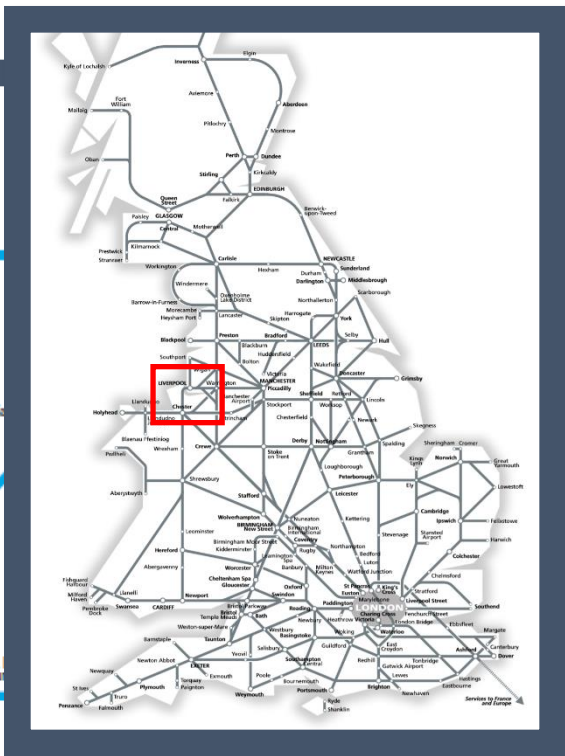 Elgin
Kyle of Lochalsh
Inverness
Aviemore
Fort
William
Aberdeen
Mallaig
Pitlochry
Montrose
Perth
Dundee
Oban
Kirkcaldy
Stirling
EDINBURGH
Queen
Street
Falkirk
Berwick-
upon-Tweed
Paisley
GLASGOW
Central
Motherwell
Kilmarnock
Prestwick
Stranraer
Carlisle
NEWCASTLE
Workington
Hexham
Sunderland
Durham
Windermere
Darlington
Middlesbrough
Scarborough
Oxenholme
Lake District
Barrow-in-Furness
Northallerton
Morecambe
Lancaster
Harrogate
Heysham Port
Skipton
York
Preston
Bradford
Selby
Blackpool
Blackburn
LEEDS
Hull
Southport
Huddersfield
Bolton
Wakefield
Victoria
Doncaster
LIVERPOOL
MANCHESTER
Piccadilly
Grimsby
Airport
Sheffield
Retford
Lincoln
Chester
Stockport
Worksop
Holyhead
Chesterfield
Newark
Skegness
Blaenau Ffestiniog
Crewe
Derby
Nottingham
Spalding
Sheringham
Cromer
Pwllheli
Wrexham
Stoke
on Trent
Grantham
King's
Lynn
Norwich
Great
Yarmouth
Loughborough
Shrewsbury
Peterborough
Ely
Lowestoft
Aberystwyth
Stafford
Leicester
Wolverhampton
Cambridge
BIRMINGHAM
New Street
Nuneaton
Kettering
Ipswich
Felixstowe
Birmingham
International
Leominster
Birmingham Moor Street
Coventry
Stevenage
Stansted
Airport
Harwich
Hereford
Kidderminster
Rugby
Northampton
Colchester
Leamington
Spa
Bedford
Abergavenny
Worcester
Banbury
Milton
Keynes
Luton
Watford Junction
Chelmsford
Fishguard
Harbour
Cheltenham Spa
Gloucester
Oxford
St Pancras
King's
Cross
Stratford
Milford
Haven
Llanelli
Newport
Swindon
Euston
Marylebone
Liverpool Street
Pembroke
Dock
Swansea
CARDIFF
Bristol Parkway
Reading
Paddington
LONDON
Fenchurch Street
Southend
Bristol
Temple Meads
Bath
Newbury
Heathrow
Victoria
Charing Cross
London Bridge
Ebbsfleet
Weston-super-Mare
Westbury
Waterloo
Margate
Barnstaple
Taunton
Basingstoke
Woking
East
Croydon
Canterbury
Salisbury
Guildford
Ashford
Dover
Newton Abbot
Yeovil
Southampton
Central
Redhill
Tonbridge
Gatwick Airport
Newquay
EXETER
Exmouth
Poole
Lewes
Hastings
St Ives
Plymouth
Torquay
Paignton
Bournemouth
Portsmouth
Brighton
Eastbourne
Truro
Weymouth
Newhaven
Penzance
Falmouth
Ryde
Shanklin
Services to France
and Europe